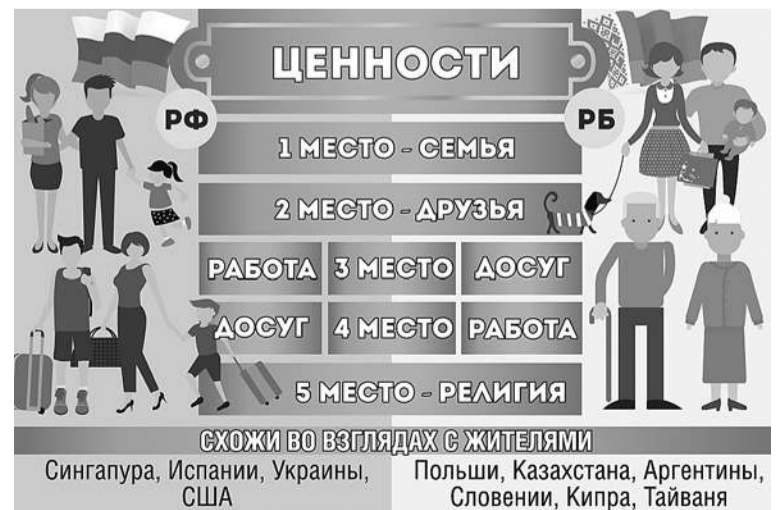 ЦЕННОСТИ
РФ
РБ
1 МЕСТО - СЕМЬЯ
2 МЕСТО - ДРУЗЬЯ
РАБОТА 3 МЕСТО ДОСУГ
ДОСУГ 4 МЕСТО РАБОТА
5 МЕСТО - РЕЛИГИЯ
СХОЖИ ВО ВЗГЛЯДАХ С ЖИТЕЛЯМИ
Сингапура, Испании, Украины,
США
Польши, Казахстана, Аргентины,
Словении, Кипра, Тайваня